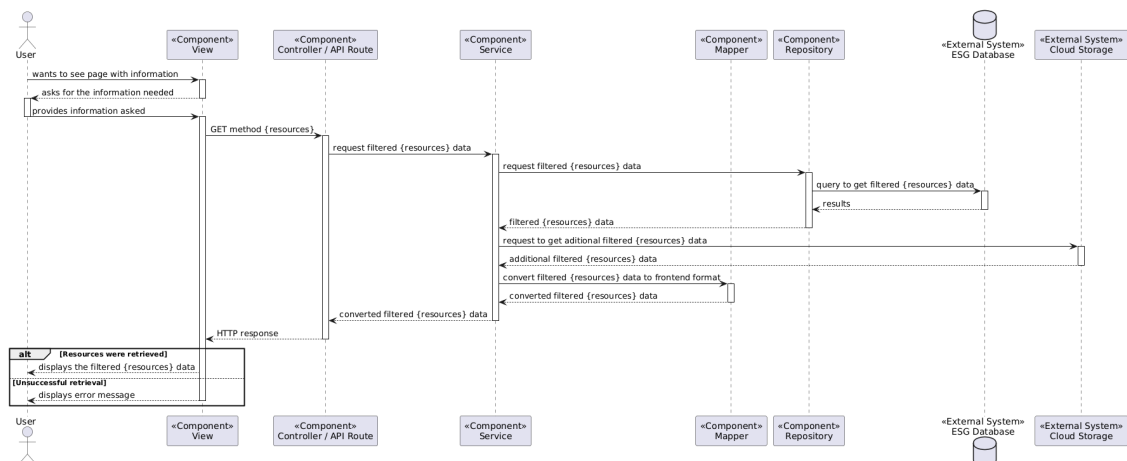 «Component»
View
«Component»
Controller / API Route
«Component»
Service
«Component»
Mapper
«Component»
Repository
«External System»
ESG Database
«External System»
Cloud Storage
User
wants to see page with information
asks for the information needed
provides information asked
GET method {resources}
request filtered {resources} data
request filtered {resources} data
query to get filtered {resources} data
results
filtered {resources} data
request to get aditional filtered {resources} data
additional filtered {resources} data
convert filtered {resources} data to frontend format
converted filtered {resources} data
converted filtered {resources} data
HTTP response
alt [Resources were retrieved]
displays the filtered {resources} data
[Unsuccessful retrieval]
displays error message
User
«Component»
View
«Component»
Controller / API Route
«Component»
Service
«Component»
Mapper
«Component»
Repository
«External System»
ESG Database
«External System»
Cloud Storage